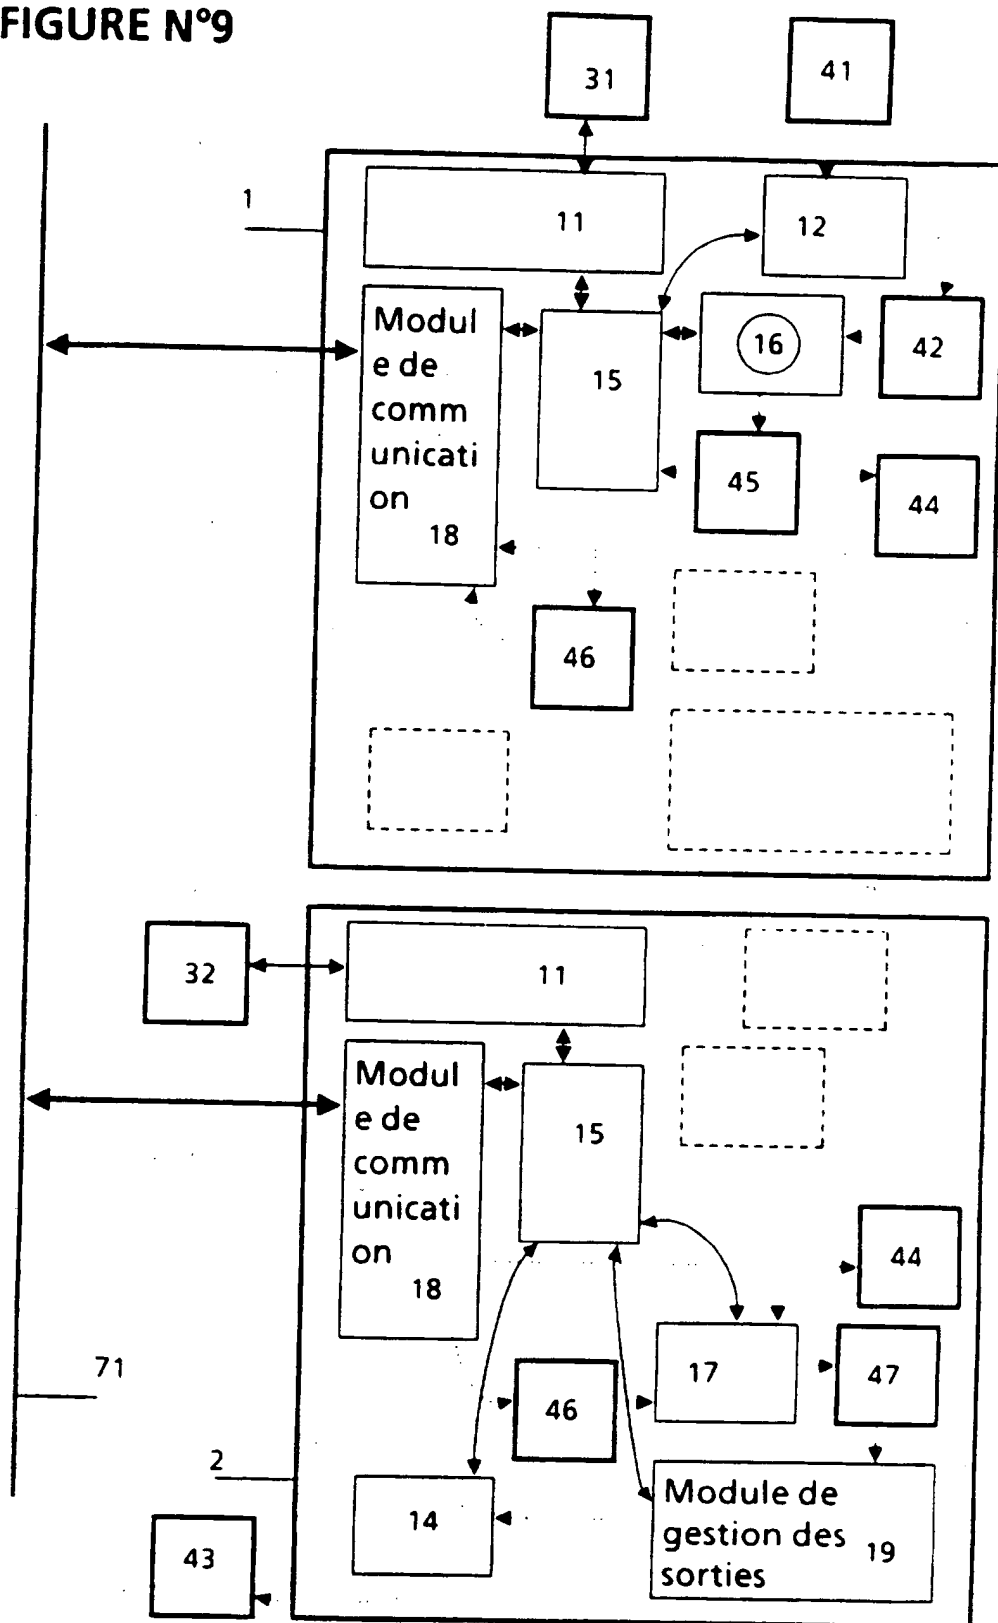 FIGURE N°9
31
41
1
11
12
Modul
e de
comm
unicati
on
18
15
16
42
45
44
46
32
11
Modul
e de
comm
unicati
on
18
15
44
71
17
47
46
2
14
Module de
gestion des
sorties
19
43